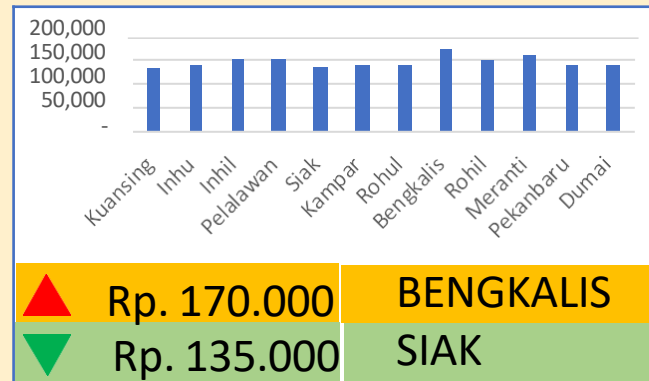 200,000
150,000
100,000
50,000
-
Kuansing
Inhu
Inhil
Pelalawan
Siak
Kampar
Rohul
Bengkalis
Rohil
Meranti
Pekanbaru
Dumai
Rp. 170.000 BENGKALIS
Rp. 135.000 SIAK